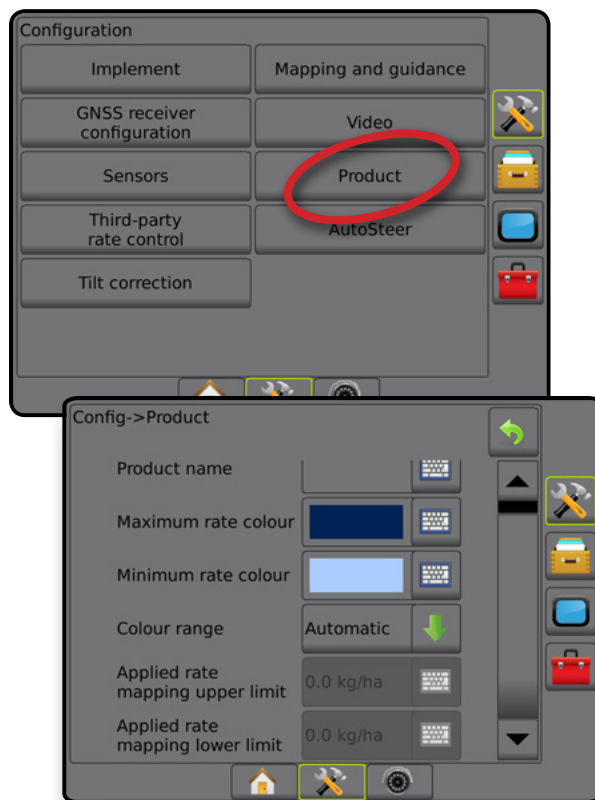 Configuration
Implement
Mapping and guidance
GNSS receiver
configuration
Video
Sensors
Product
Third-party
rate control
AutoSteer
Tilt correction
Config->Product
Product name
Maximum rate colour
Minimum rate colour
Colour range
Automatic
Applied rate
mapping upper limit
0.0 kg/ha
Applied rate
mapping lower limit
0.0 kg/ha